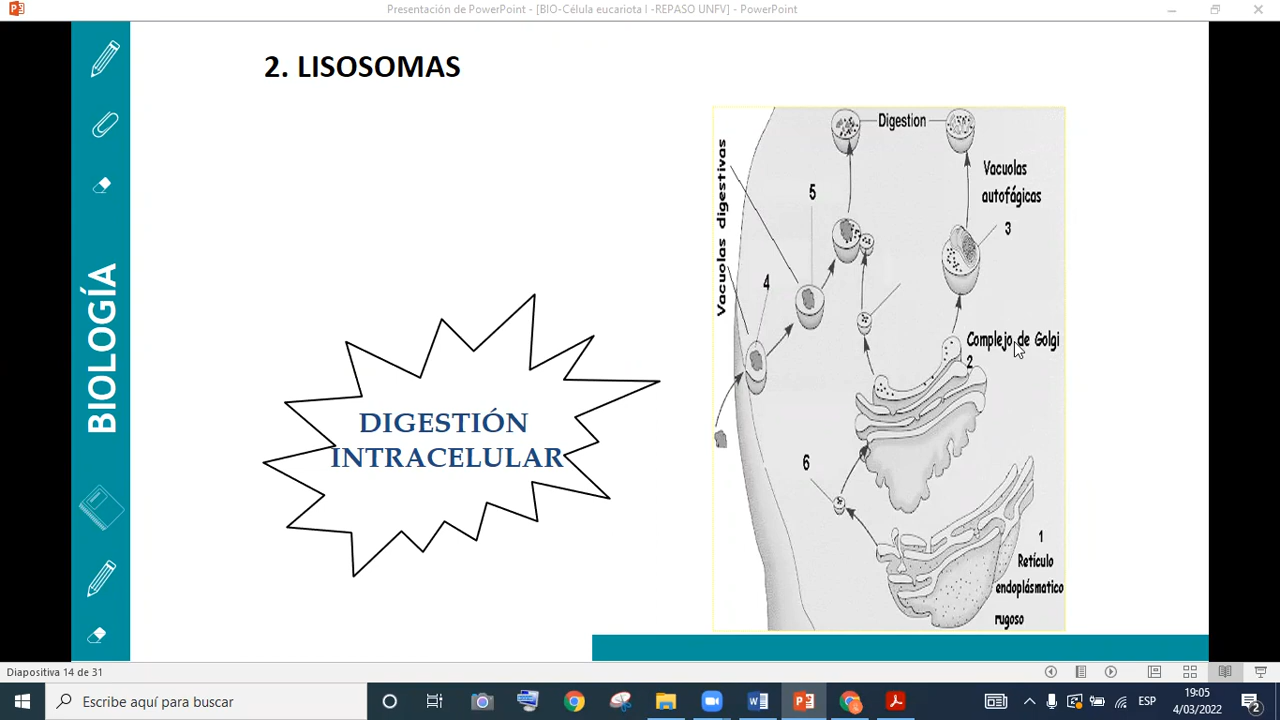 Presentación de PowerPoint - [BIO-Célula eucariota I -REPASO UNFV] - PowerPoint
2. LISOSOMAS
BIOLOGÍA
DIGESTIÓN
INTRACELULAR
Digestion
Vacuolas digestivas
Vacuolas
autofágicas
5
3
4
Complejo de Golgi
2
6
1
Retículo
endoplásmatico
rugoso
Diapositiva 14 de 31
Escribe aquí para buscar
ESP
19:05
4/03/2022
2